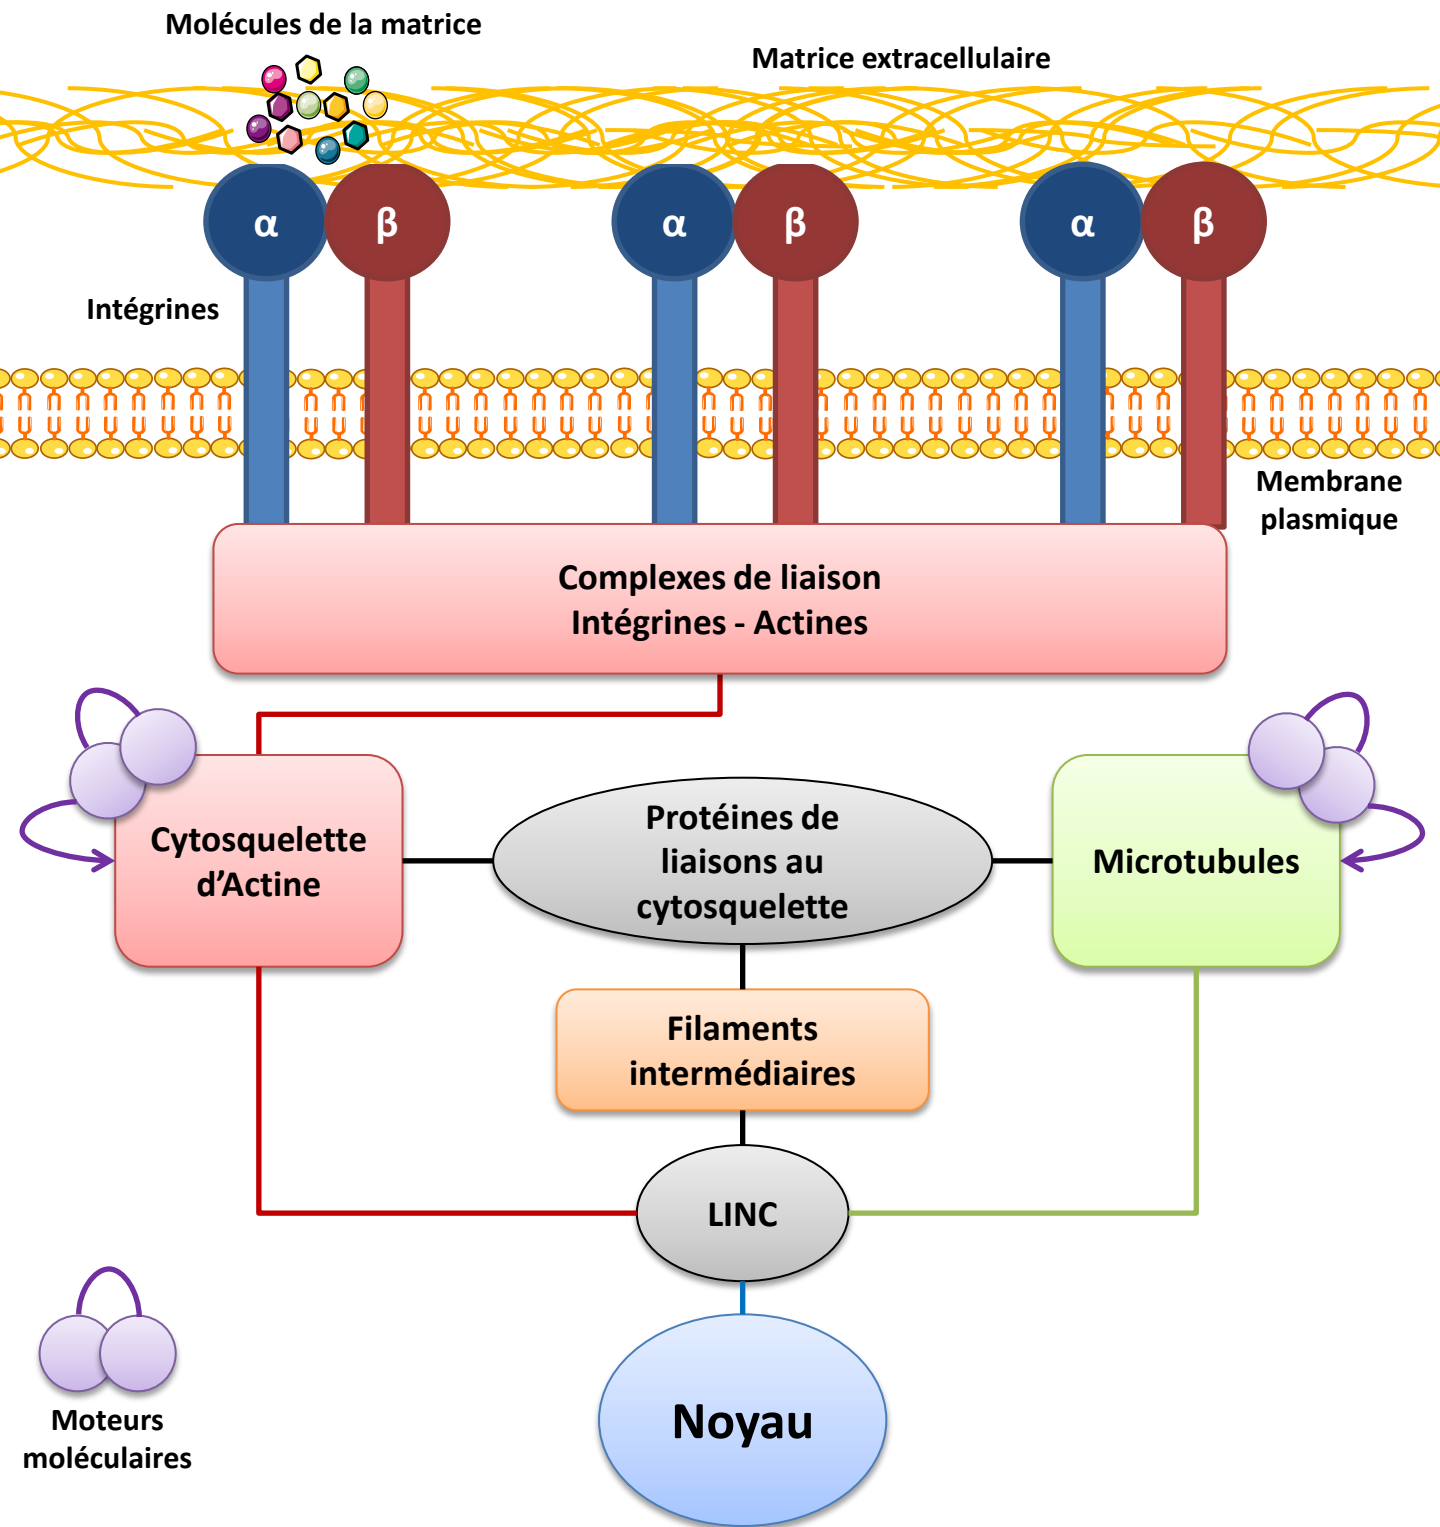 Molécules de la matrice
Matrice extracellulaire
α β α β α β
Intégrines
Membrane
plasmique
Complexes de liaison
Intégrines - Actines
Cytosquelette
d’Actine
Protéines de
liaisons au
cytosquelette
Microtubules
Filaments
intermédiaires
LINC
Noyau
Moteurs
moléculaires